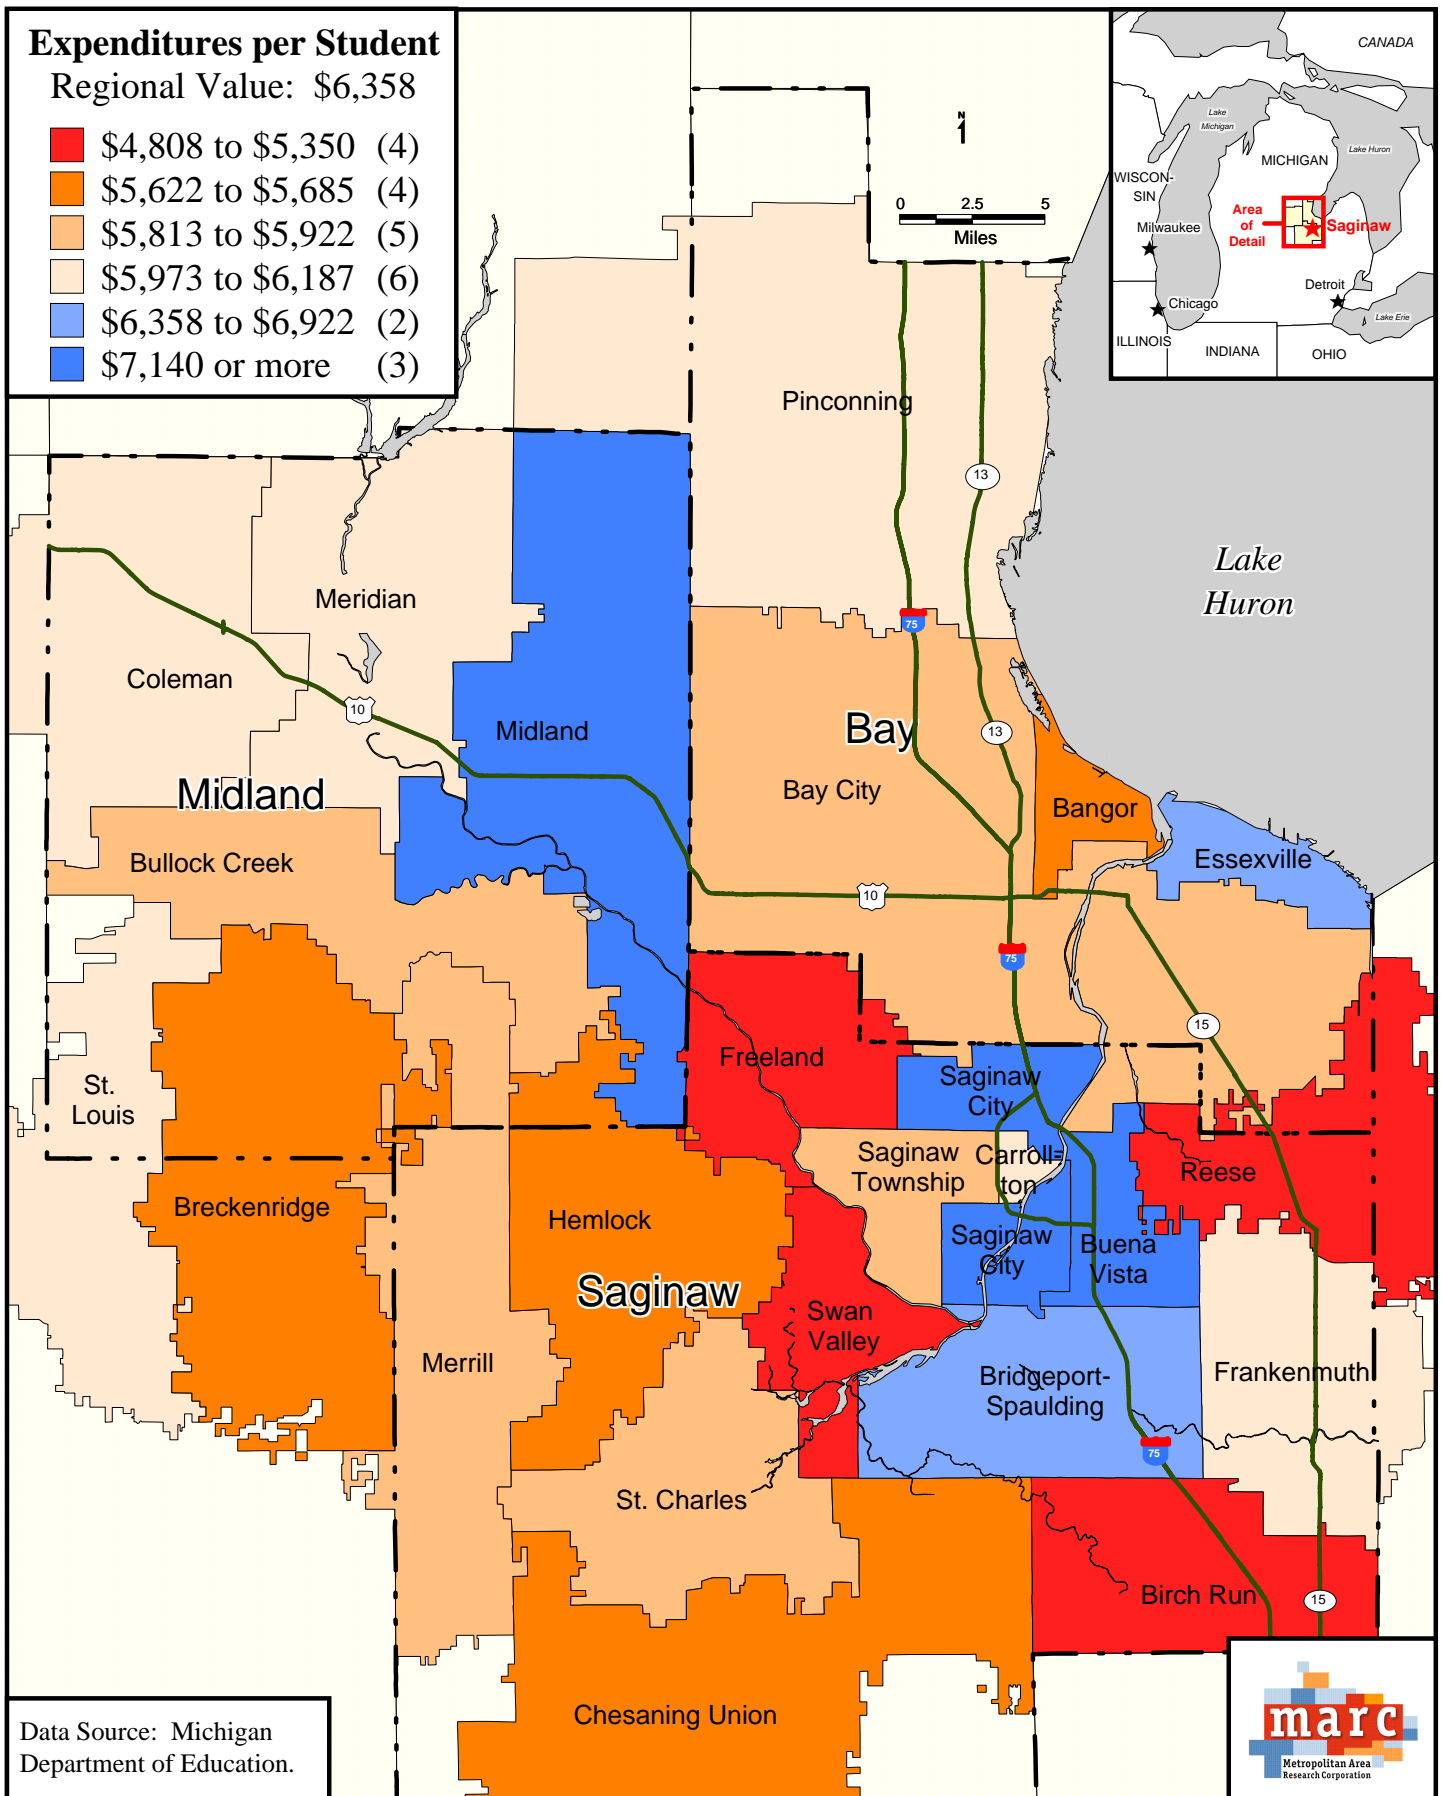 Expenditures per Student
Regional Value: $6,358
$4,808 to $5,350 (4)
$5,622 to $5,685 (4)
$5,813 to $5,922 (5)
$5,973 to $6,187 (6)
$6,358 to $6,922 (2)
$7,140 or more (3)
N
0 2.5 5
Miles
CANADA
Lake
Michigan
Lake Huron
MICHIGAN
WISCON-
SIN
Area
of
Detail
Saginaw
Milwaukee
Detroit
Chicago
Lake Erie
ILLINOIS
INDIANA
OHIO
Pinconning
13
Lake
Huron
Meridian
75
Coleman
10
Midland
Bay
13
Midland
Bay City
Bangor
Bullock Creek
Essexville
10
75
15
Freeland
Saginaw
City
St.
Louis
Saginaw
Township
Carroll-
ton
Reese
Breckenridge
Hemlock
Saginaw
City
Buena
Vista
Saginaw
Swan
Valley
Merrill
Bridgeport-
Spaulding
Frankenmuth
75
St. Charles
Birch Run
15
Chesaning Union
Data Source: Michigan
Department of Education.
marc
Metropolitan Area
Research Corporation